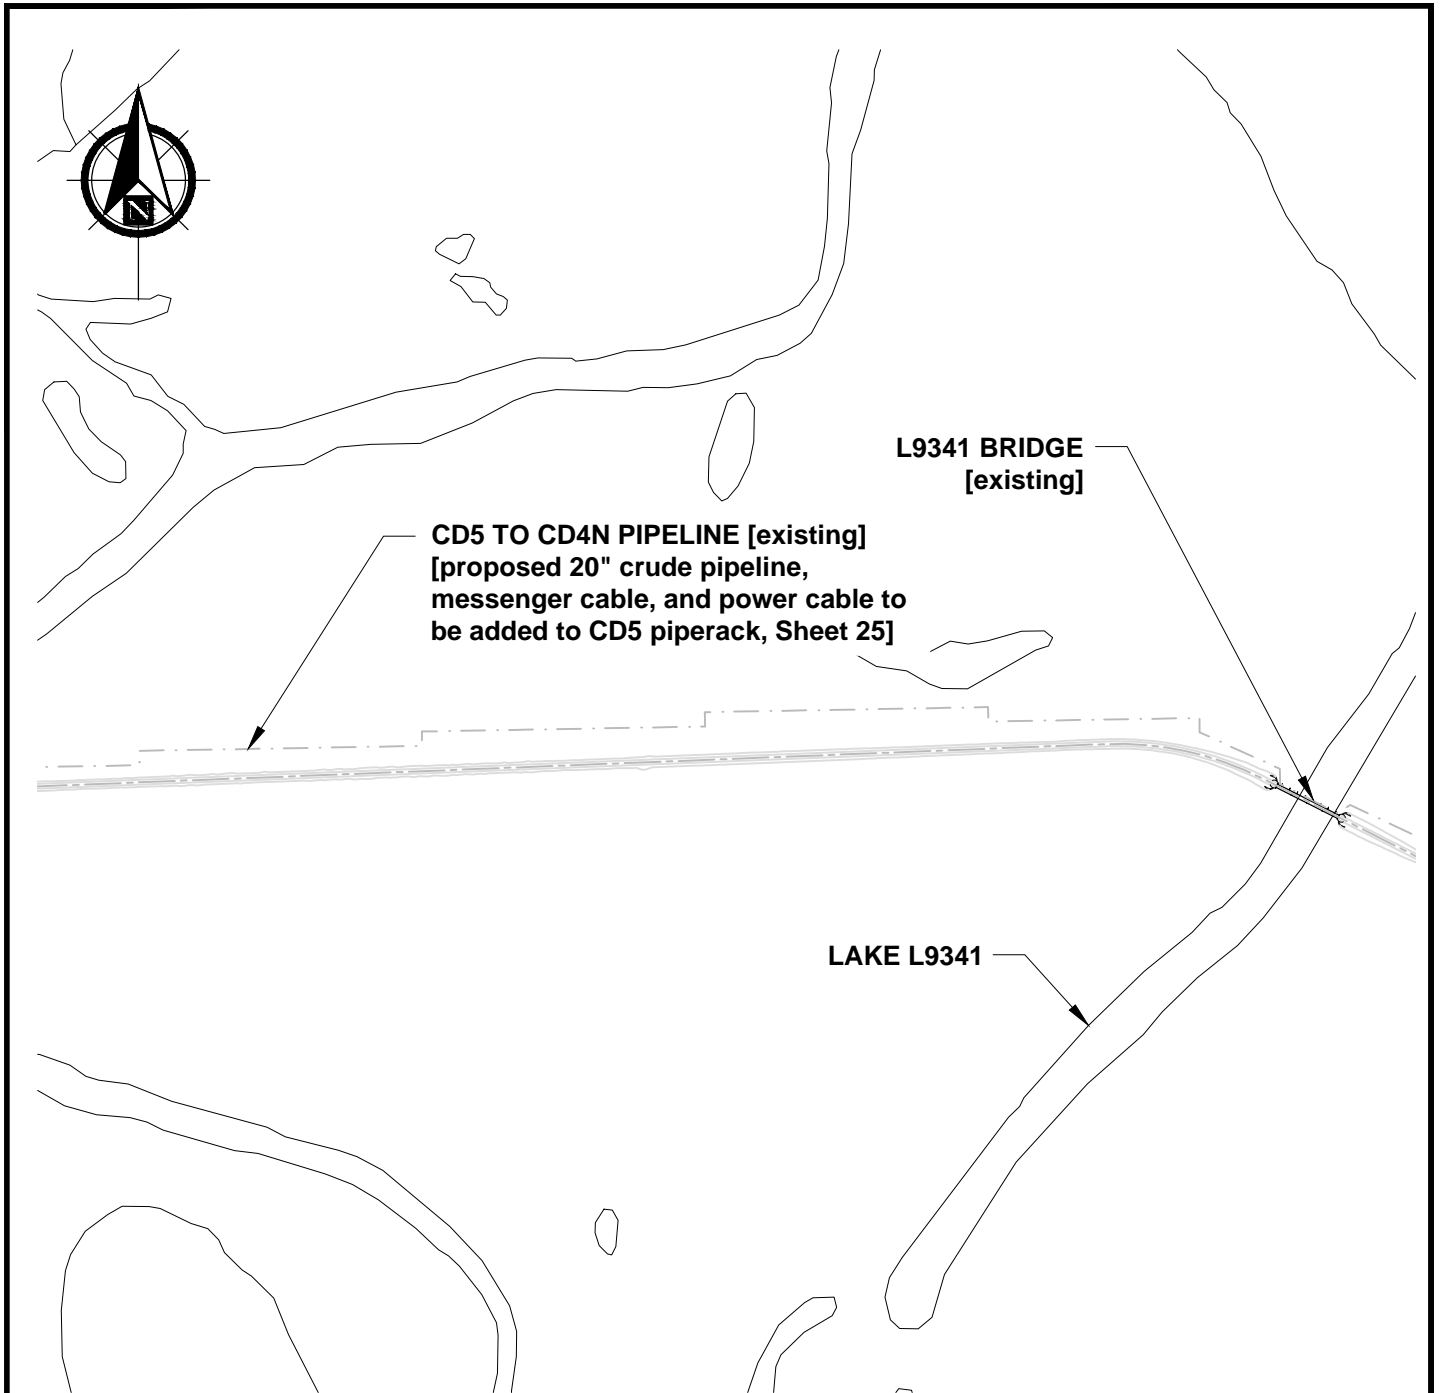 N
L9341 BRIDGE
[existing]
CD5 TO CD4N PIPELINE [existing]
[proposed 20" crude pipeline,
messenger cable, and power cable to
be added to CD5 piperack, Sheet 25]
LAKE L9341